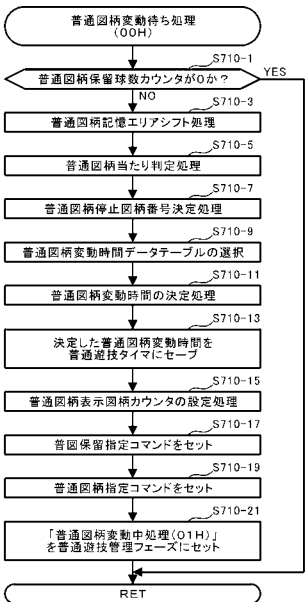 普通図柄変動待ち処理
(00H)
S710-1
普通図柄保留球数カウンタが0か?
YES
NO
S710-3
普通図柄記憶エリアシフト処理
S710-5
普通図柄当たり判定処理
S710-7
普通図柄停止図柄番号決定処理
S710-9
普通図柄変動時間データテーブルの選択
S710-11
普通図柄変動時間の決定処理
S710-13
決定した普通図柄変動時間を
普通遊技タイマにセーブ
S710-15
普通図柄表示図柄カウンタの設定処理
S710-17
普図保留指定コマンドをセット
S710-19
普通図柄指定コマンドをセット
S710-21
「普通図柄変動中処理(01H)」
を普通遊技管理フェーズにセット
RET